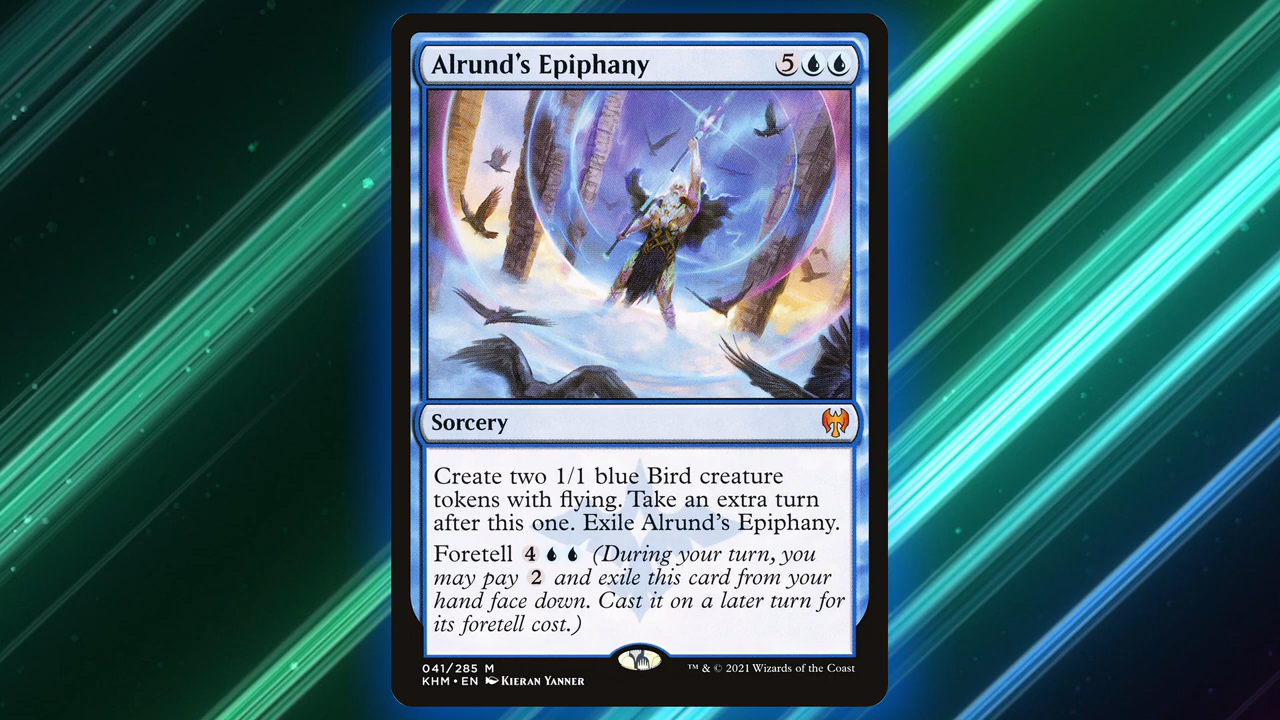 Alrund's Epiphany 5
Sorcery
Create two 1/1 blue Bird creature
tokens with flying. Take an extra turn
after this one. Exile Alrund's Epiphany.
Foretell 4 (During your turn, you
may pay 2 and exile this card from your
hand face down. Cast it on a later turn for
its foretell cost.)
041/285 M
™ & © 2021 Wizards of the Coast
KHM • EN Kieran Yanner